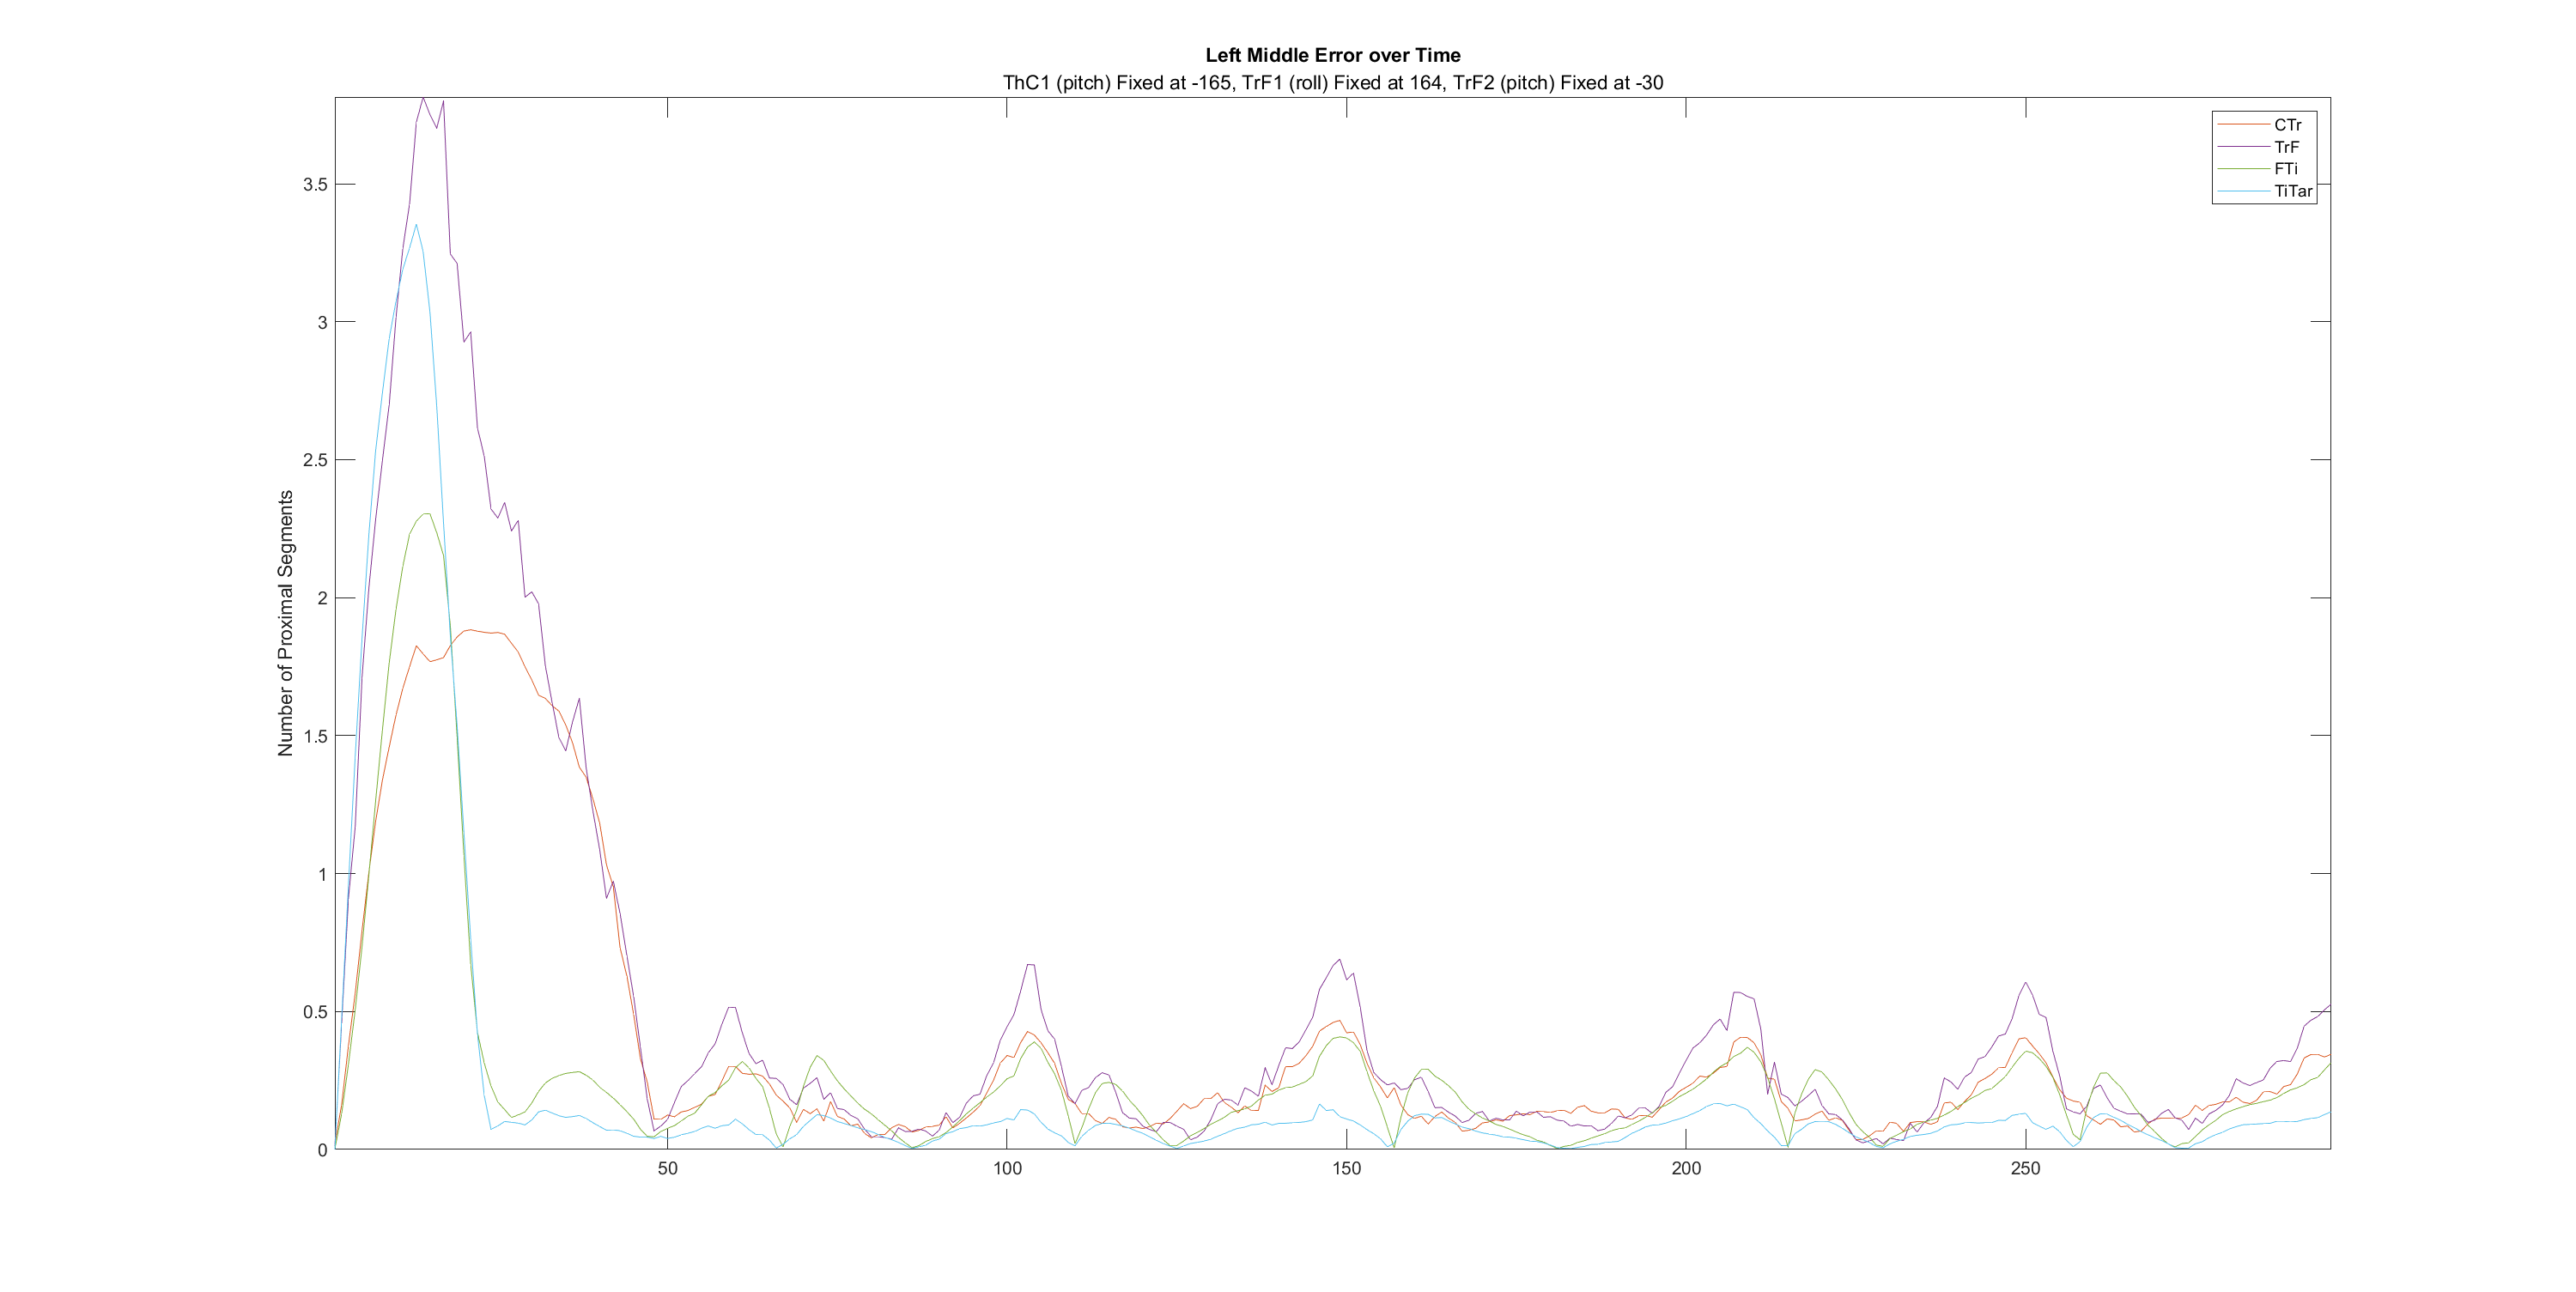 Left Middle Error over Time
ThC1 (pitch) Fixed at -165, TrF1 (roll) Fixed at 164, TrF2 (pitch) Fixed at -30
CTr
TrF
FTi
TiTar
Number of Proximal Segments
3.5
3
2.5
2
1.5
1
0.5
0
50
100
150
200
250